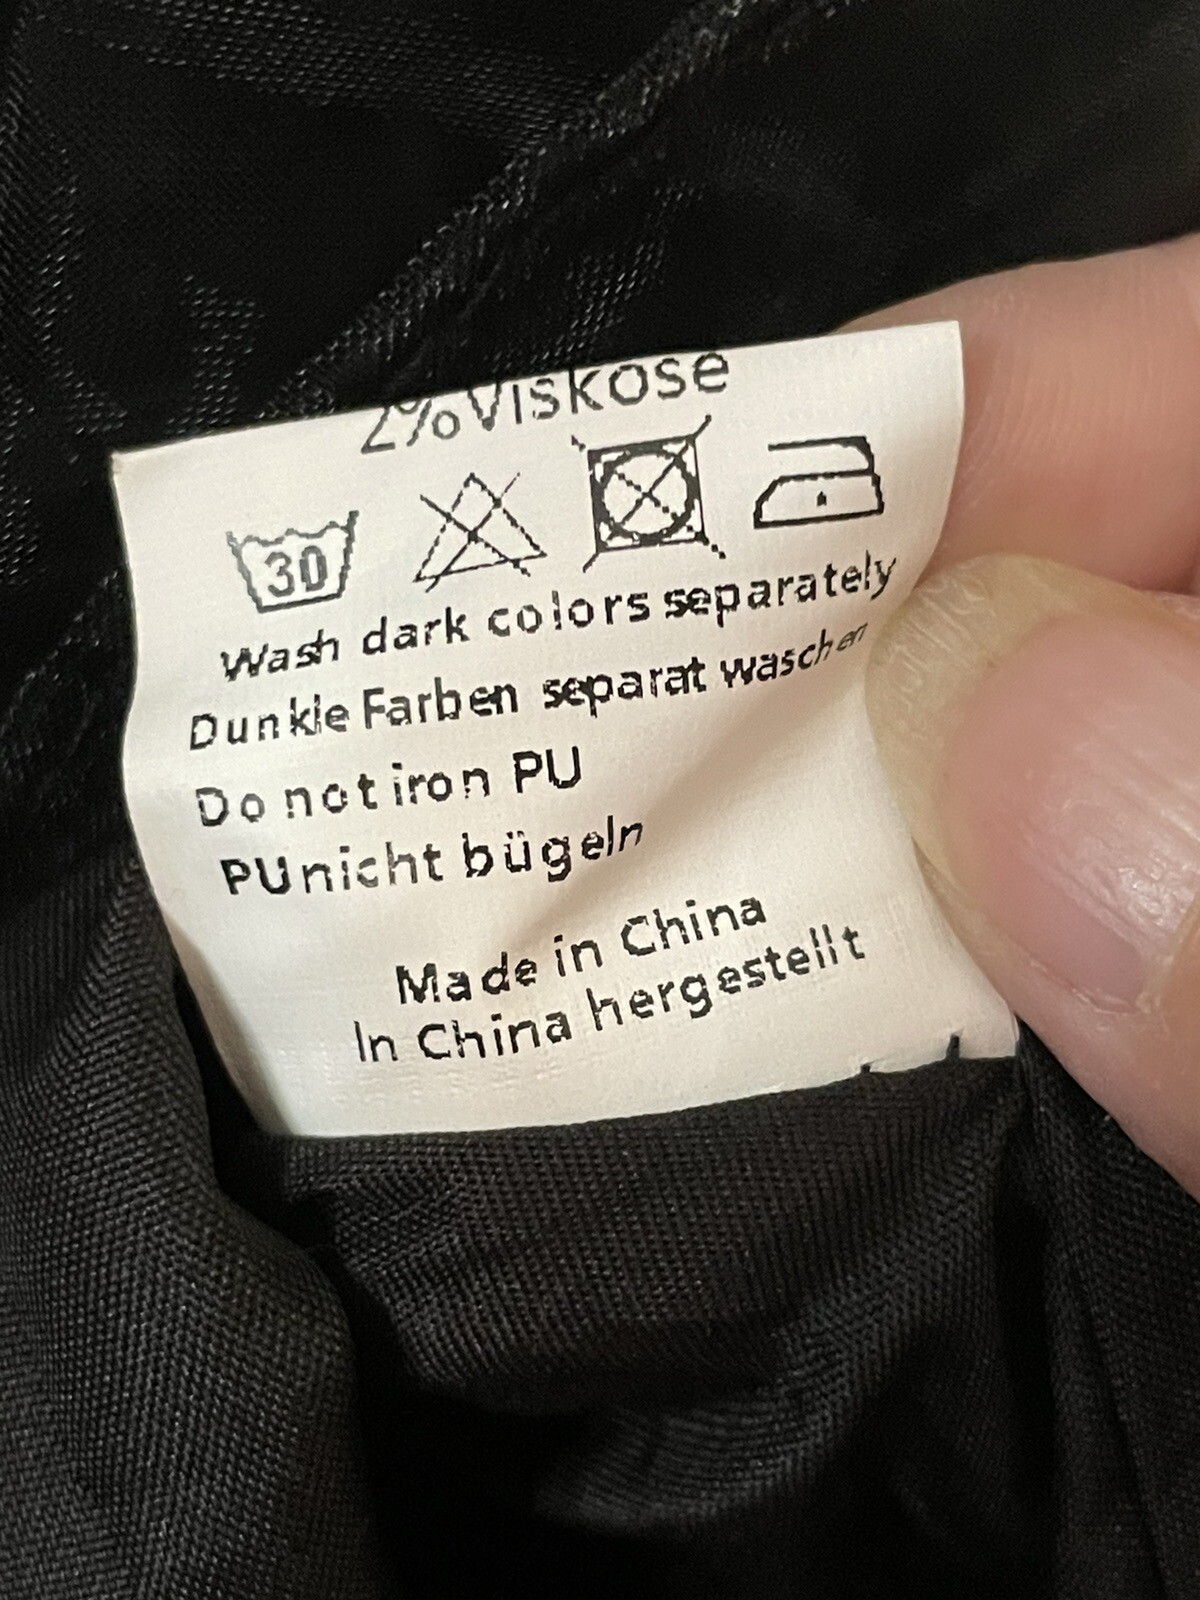 2%Viskose
30
Wash dark colors separately
Dunkle Farben separat waschen
Do not iron PU
PU nicht bügeln
Made in China
In China hergestellt